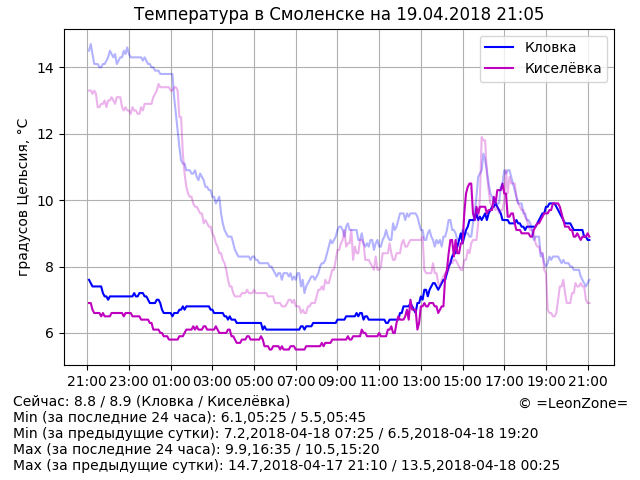 Температура в Смоленске на 19.04.2018 21:05
Кловка
Киселёвка
градусов Цельсия, °C
14
12
10
8
6
21:00 23:00 01:00 03:00 05:00 07:00 09:00 11:00 13:00 15:00 17:00 19:00 21:00
Сейчас: 8.8 / 8.9 (Кловка / Киселёвка)
© =LeonZone=
Min (за последние 24 часа): 6.1,05:25 / 5.5,05:45
Min (за предыдущие сутки): 7.2,2018-04-18 07:25 / 6.5,2018-04-18 19:20
Max (за последние 24 часа): 9.9,16:35 / 10.5,15:20
Max (за предыдущие сутки): 14.7,2018-04-17 21:10 / 13.5,2018-04-18 00:25